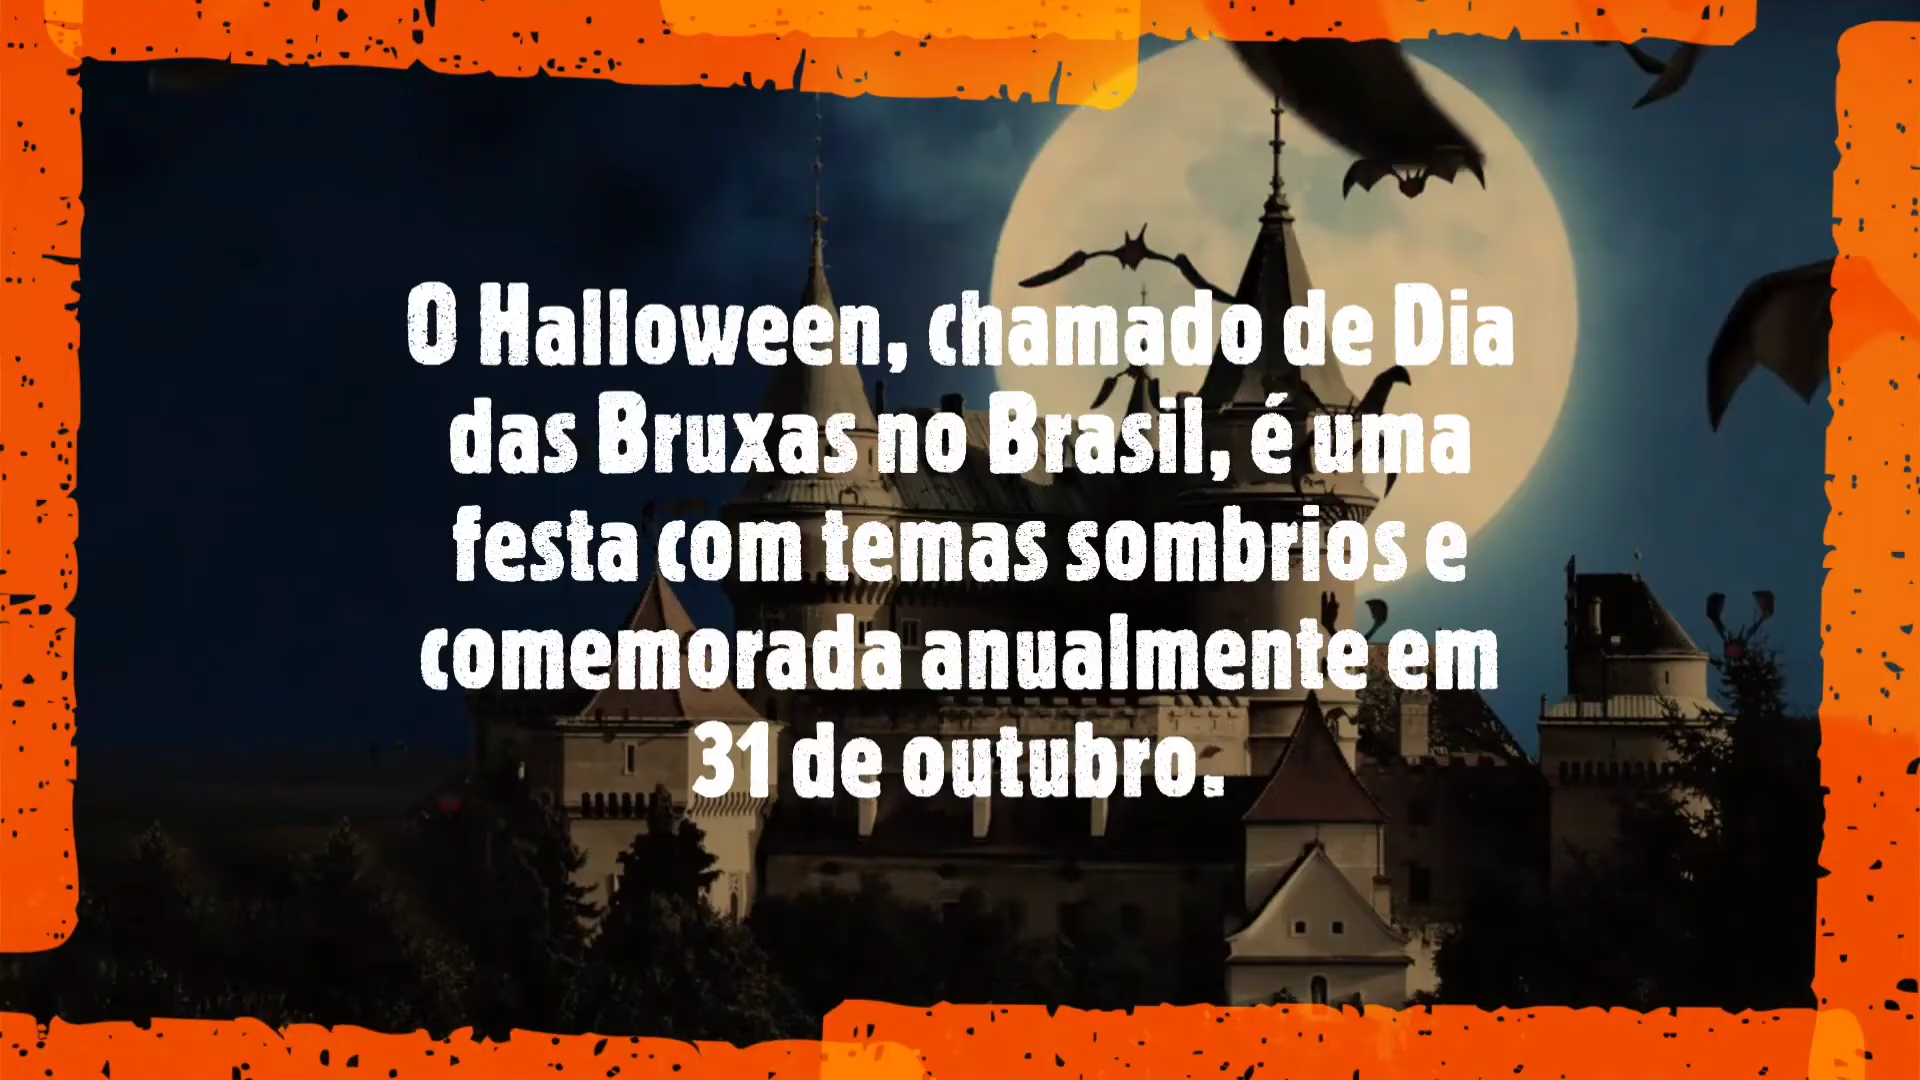 O Halloween, chamado de Dia
das Bruxas no Brasil, é uma
festa com temas sombrios e
comemorada anualmente em
31 de outubro.